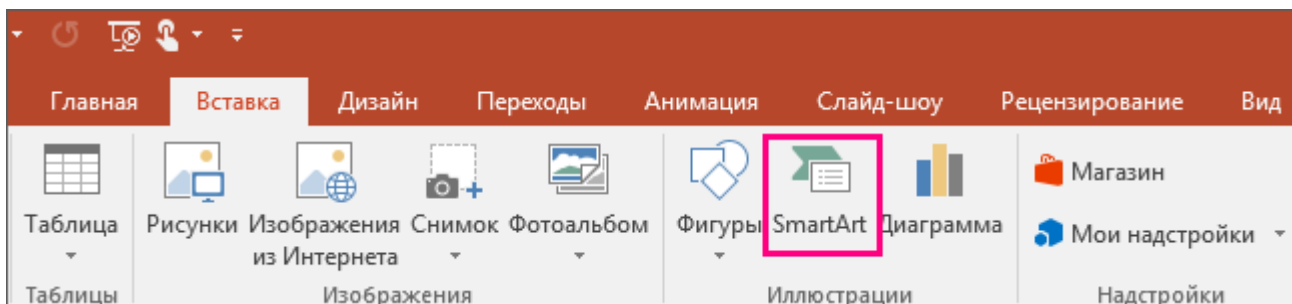 Главная Вставка Дизайн Переходы Анимация Слайд-шоу Рецензирование Вид
Таблица Рисунки Изображения из Интернета Снимок Фотоальбом Фигуры SmartArt Диаграмма
Магазин
Мои надстройки
Таблицы Изображения Иллюстрации Надстройки